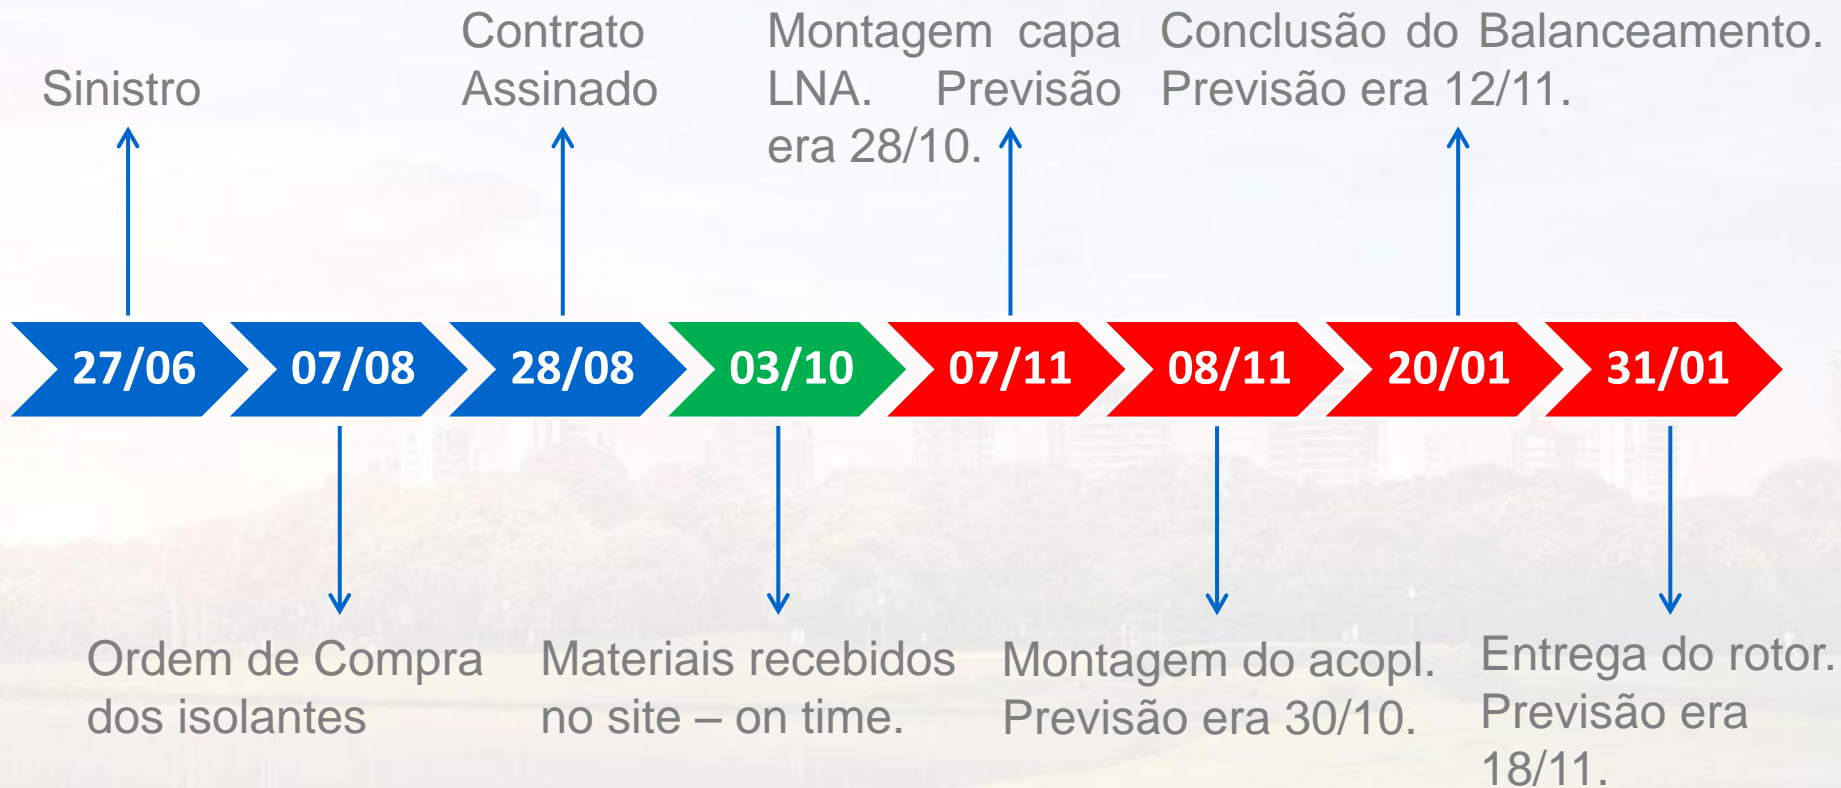 Sinistro
Contrato
Assinado
Montagem capa
LNA. Previsão
era 28/10.
Conclusão do Balanceamento.
Previsão era 12/11.
27/06
07/08
28/08
03/10
07/11
08/11
20/01
31/01
Ordem de Compra
dos isolantes
Materiais recebidos
no site – on time.
Montagem do acopl.
Previsão era 30/10.
Entrega do rotor.
Previsão era
18/11.